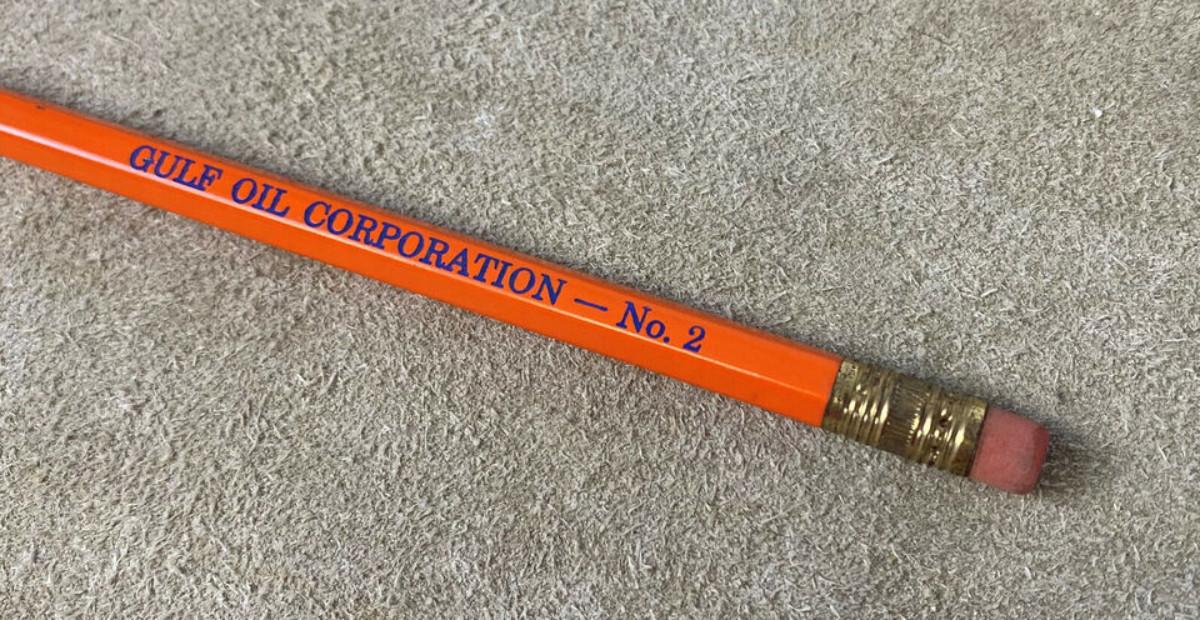 GULF OIL CORPORATION — No. 2